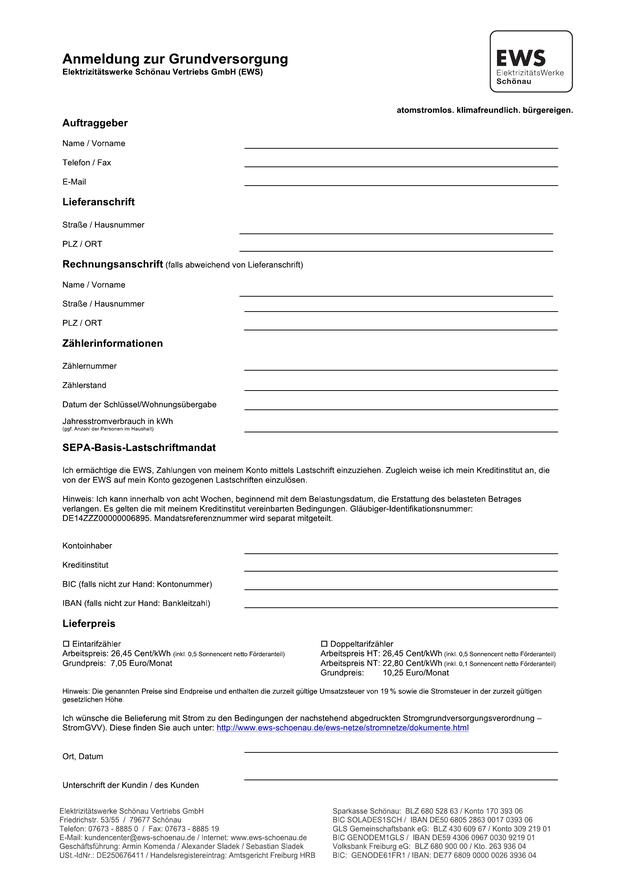 Anmeldung zur Grundversorgung
Elektrizitätswerke Schönau Vertriebs GmbH (EWS)
EWS
ElektrizitätsWerke
Schönau
atomstromlos. klimafreundlich. bürgereigen.
Auftraggeber
Name / Vorname
Telefon / Fax
E-Mail
Lieferanschrift
Straße / Hausnummer
PLZ / ORT
Rechnungsanschrift (falls abweichend von Lieferanschrift)
Name / Vorname
Straße / Hausnummer
PLZ / ORT
Zählerinformationen
Zählernummer
Zählerstand
Datum der Schlüssel/Wohnungsübergabe
Jahresstromverbrauch in kWh
(ggf. Anzahl der Personen im Haushalt)
SEPA-Basis-Lastschriftmandat
Ich ermächtige die EWS, Zahlungen von meinem Konto mittels Lastschrift einzuziehen. Zugleich weise ich mein Kreditinstitut an, die
von der EWS auf mein Konto gezogenen Lastschriften einzulösen.
Hinweis: Ich kann innerhalb von acht Wochen, beginnend mit dem Belastungsdatum, die Erstattung des belasteten Betrages
verlangen. Es gelten die mit meinem Kreditinstitut vereinbarten Bedingungen. Gläubiger-Identifikationsnummer:
DE14ZZZ00000006895. Mandatsreferenznummer wird separat mitgeteilt.
Kontoinhaber
Kreditinstitut
BIC (falls nicht zur Hand: Kontonummer)
IBAN (falls nicht zur Hand: Bankleitzahl)
Lieferpreis
☐ Eintarifzähler
Arbeitspreis: 26,45 Cent/kWh (inkl. 0,5 Sonnencent netto Förderanteil)
Grundpreis: 7,05 Euro/Monat
☐ Doppeltarifzähler
Arbeitspreis HT: 26,45 Cent/kWh (inkl. 0,5 Sonnencent netto Förderanteil)
Arbeitspreis NT: 22,80 Cent/kWh (inkl. 0,1 Sonnencent netto Förderanteil)
Grundpreis: 10,25 Euro/Monat
Hinweis: Die genannten Preise sind Endpreise und enthalten die zurzeit gültige Umsatzsteuer von 19 % sowie die Stromsteuer in der zurzeit gültigen
gesetzlichen Höhe.
Ich wünsche die Belieferung mit Strom zu den Bedingungen der nachstehend abgedruckten Stromgrundversorgungsverordnung –
StromGVV). Diese finden Sie auch unter: http://www.ews-schoenau.de/ews-netze/stromnetze/dokumente.html
Ort, Datum
Unterschrift der Kundin / des Kunden
Elektrizitätswerke Schönau Vertriebs GmbH
Friedrichstr. 53/55 / 79677 Schönau
Telefon: 07673 - 8885 0 / Fax: 07673 - 8885 19
E-Mail: kundencenter@ews-schoenau.de / Internet: www.ews-schoenau.de
Geschäftsführung: Armin Komenda / Alexander Sladek / Sebastian Sladek
USt.-IdNr.: DE250676411 / Handelsregistereintrag: Amtsgericht Freiburg HRB
Sparkasse Schönau: BLZ 680 528 63 / Konto 170 393 06
BIC SOLADES1SCH / IBAN DE50 6805 2863 0017 0393 06
GLS Gemeinschaftsbank eG: BLZ 430 609 67 / Konto 309 219 01
BIC GENODEM1GLS / IBAN DE59 4306 0967 0030 9219 01
Volksbank Freiburg eG: BLZ 680 900 00 / Kto. 263 936 04
BIC: GENODE61FR1 / IBAN: DE77 6809 0000 0026 3936 04